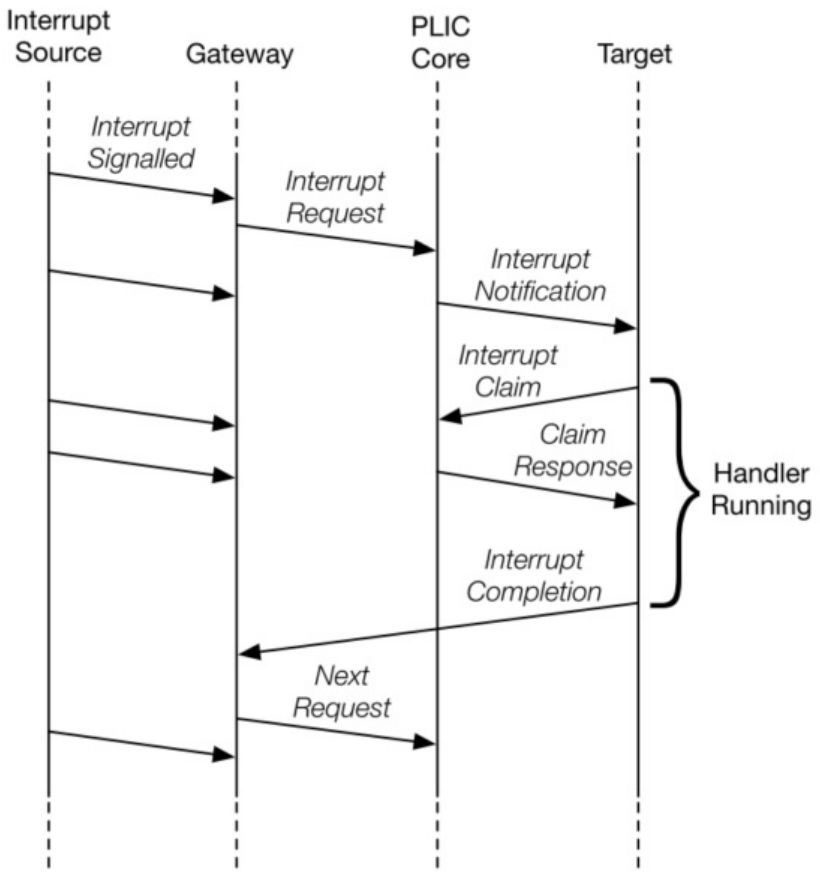 Interrupt
Source
Gateway
PLIC
Core
Target
Interrupt
Signalled
Interrupt
Request
Interrupt
Notification
Interrupt
Claim
Claim
Response
Handler
Running
Interrupt
Completion
Next
Request